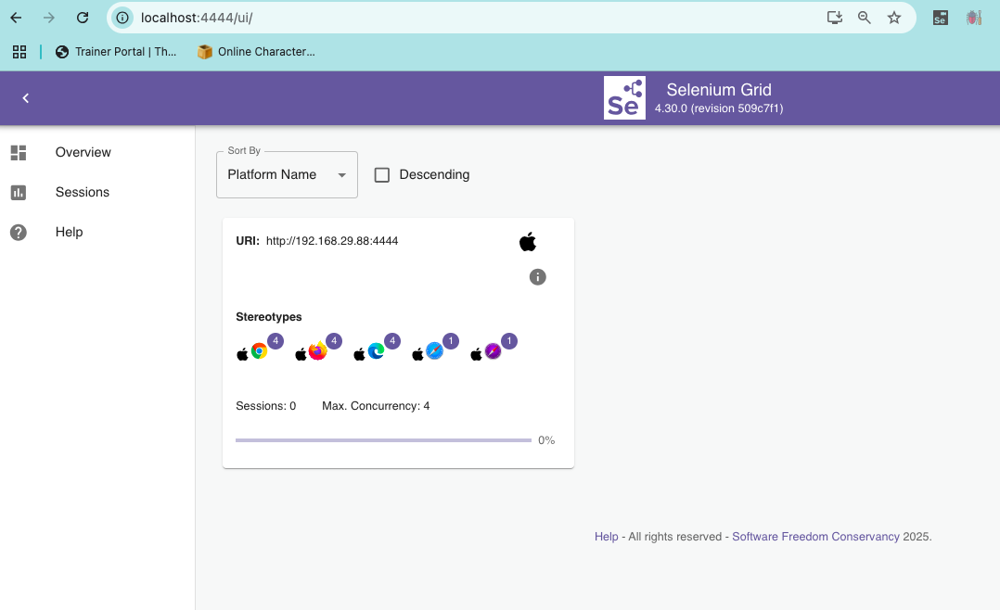 localhost:4444/ui/
Trainer Portal | Th...
Online Character...
Se
Selenium Grid
4.30.0 (revision 509c7f1)
Overview
Sessions
Help
Sort By
Platform Name
Descending
URI: http://192.168.29.88:4444
Stereotypes
4 4 4 1 1
Sessions: 0 Max. Concurrency: 4
0%
Help - All rights reserved - Software Freedom Conservancy 2025.